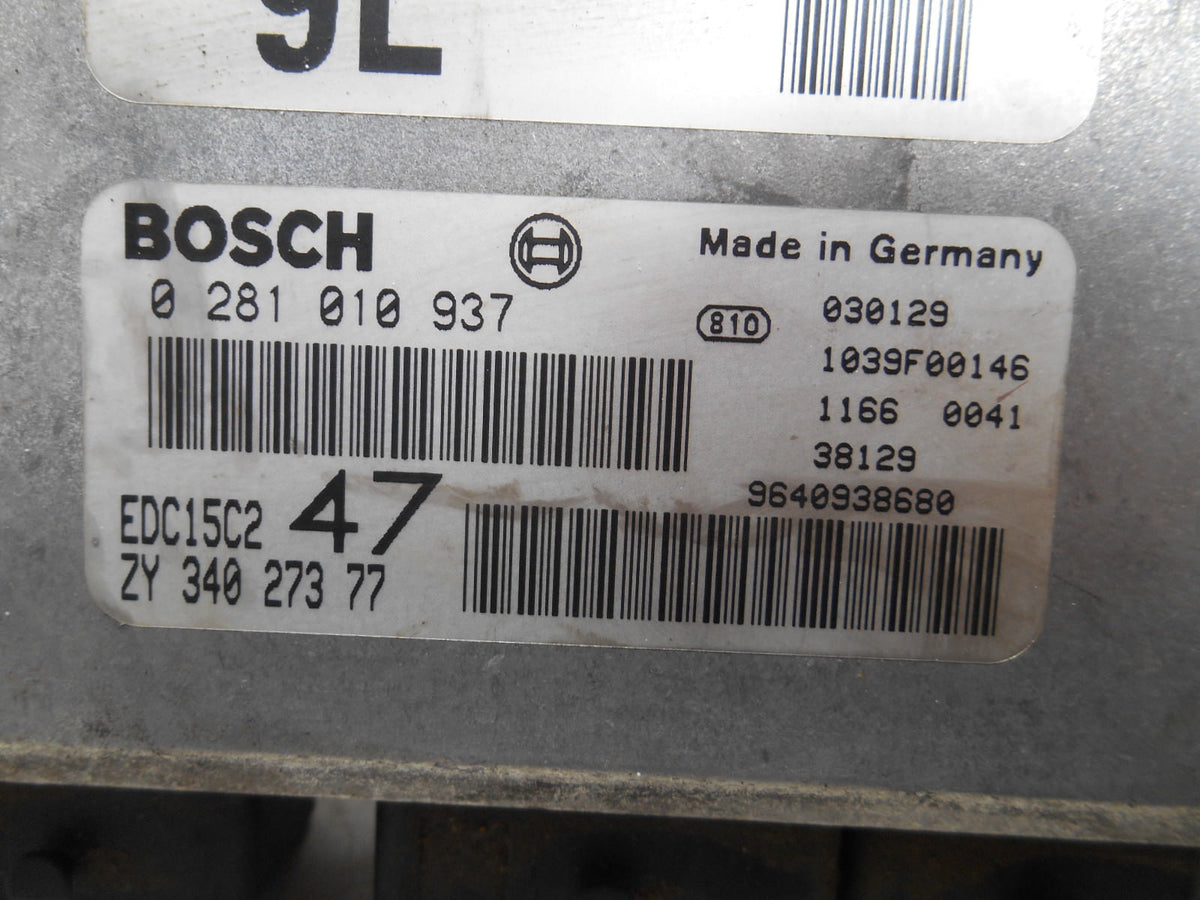 9L
BOSCH
Made in Germany
0 281 010 937
810
030129
1039F00146
1166 0041
38129
9640938680
EDC15C2 47
ZY 340 273 77